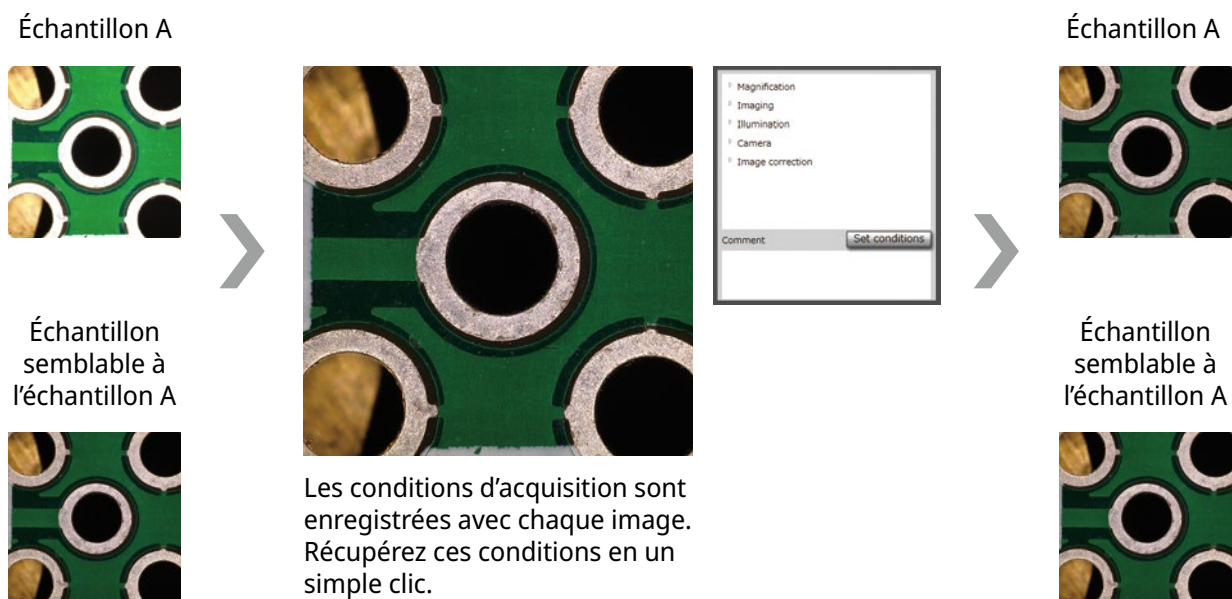 Échantillon A
Échantillon
semblable à
l'échantillon A
Les conditions d'acquisition sont
enregistrées avec chaque image.
Récupérez ces conditions en un
simple clic.
Magnification
Imaging
Illumination
Camera
Image correction
Comment
Set conditions
Échantillon A
Échantillon
semblable à
l'échantillon A